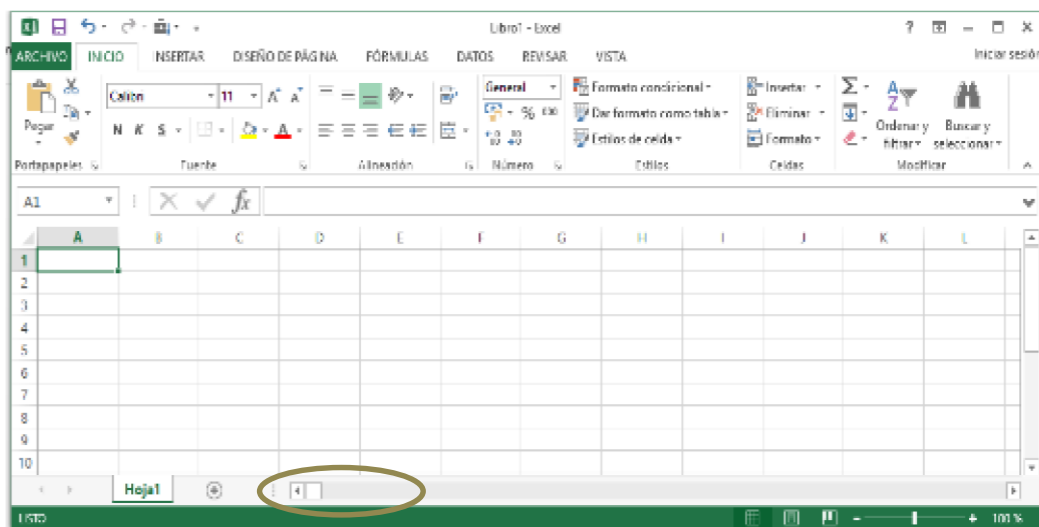 Libro1 - Excel
ARCHIVO INICIO INSERTAR DISEÑO DE PÁGINA FÓRMULAS DATOS REVISAR VISTA Iniciar sesión
Calibri 11 General Formato condicional Insertar
Pegar % 000 Dar formato como tabla Eliminar Ordenar y Buscar y
N K S Estilos de celda Formato filtrar seleccionar
Portapapeles Fuente Alineación Número Estilos Celdas Modificar
A1 fx
A B C D E F G H I J K L
1
2
3
4
5
6
7
8
9
10
Hoja1
LISTO 100 %